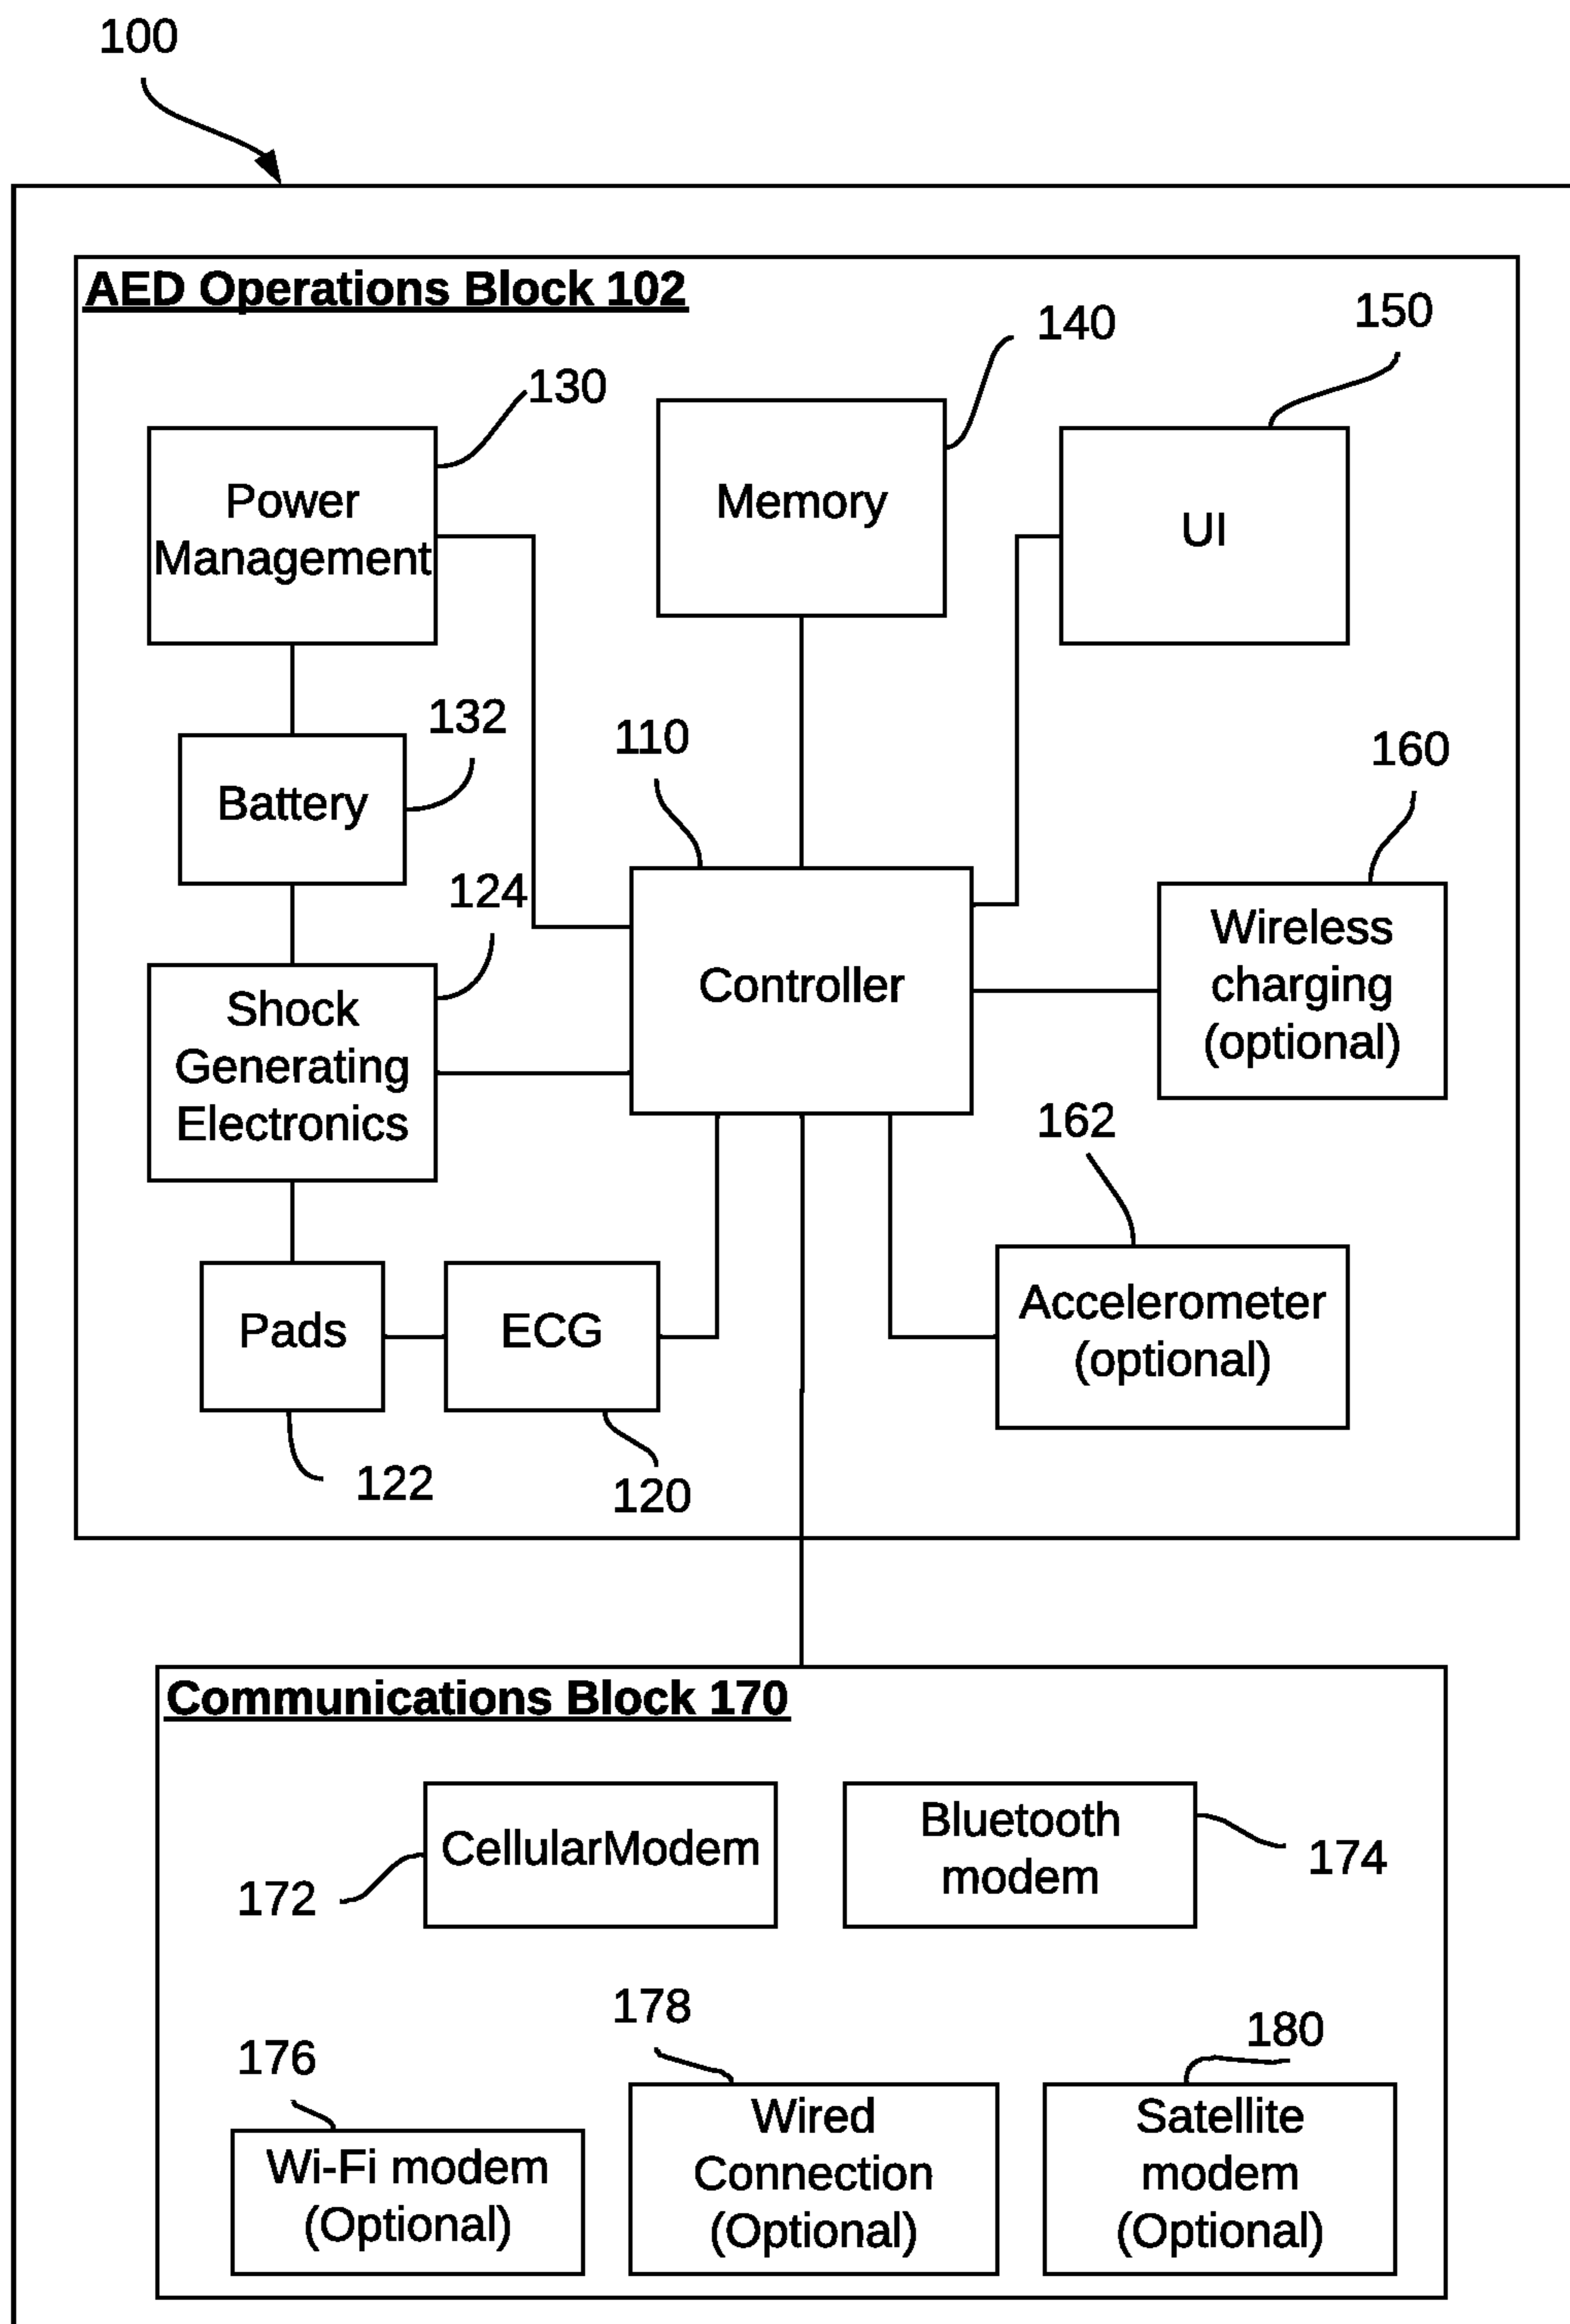 100
AED Operations Block 102
140
150
130
Power
Management
Memory
UI
132
Battery
110
160
124
Shock
Generating
Electronics
Controller
Wireless
charging
(optional)
162
Pads
ECG
Accelerometer
(optional)
122
120
Communications Block 170
CellularModem
Bluetooth
modem
172
174
176
178
180
Wi-Fi modem
(Optional)
Wired
Connection
(Optional)
Satellite
modem
(Optional)